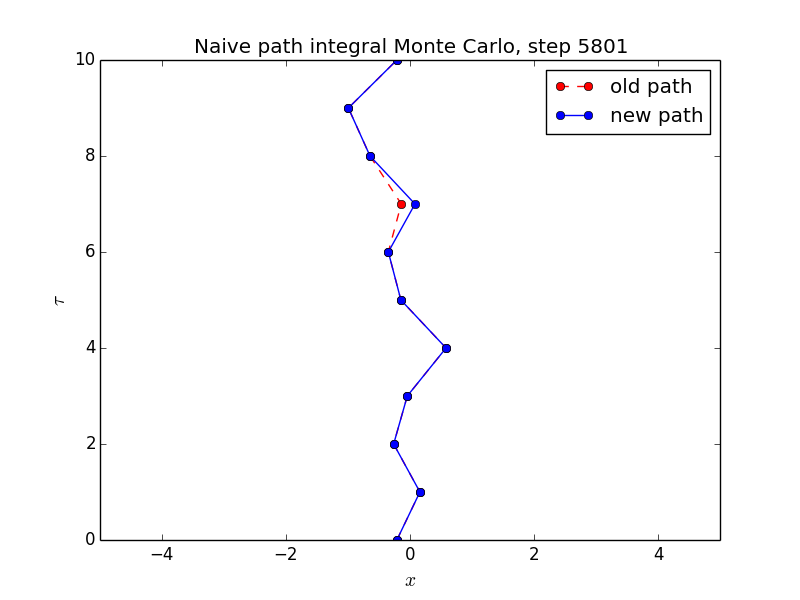 Naive path integral Monte Carlo, step 5801
old path
new path
10
8
6
4
2
0
τ
−4 −2 0 2 4
x